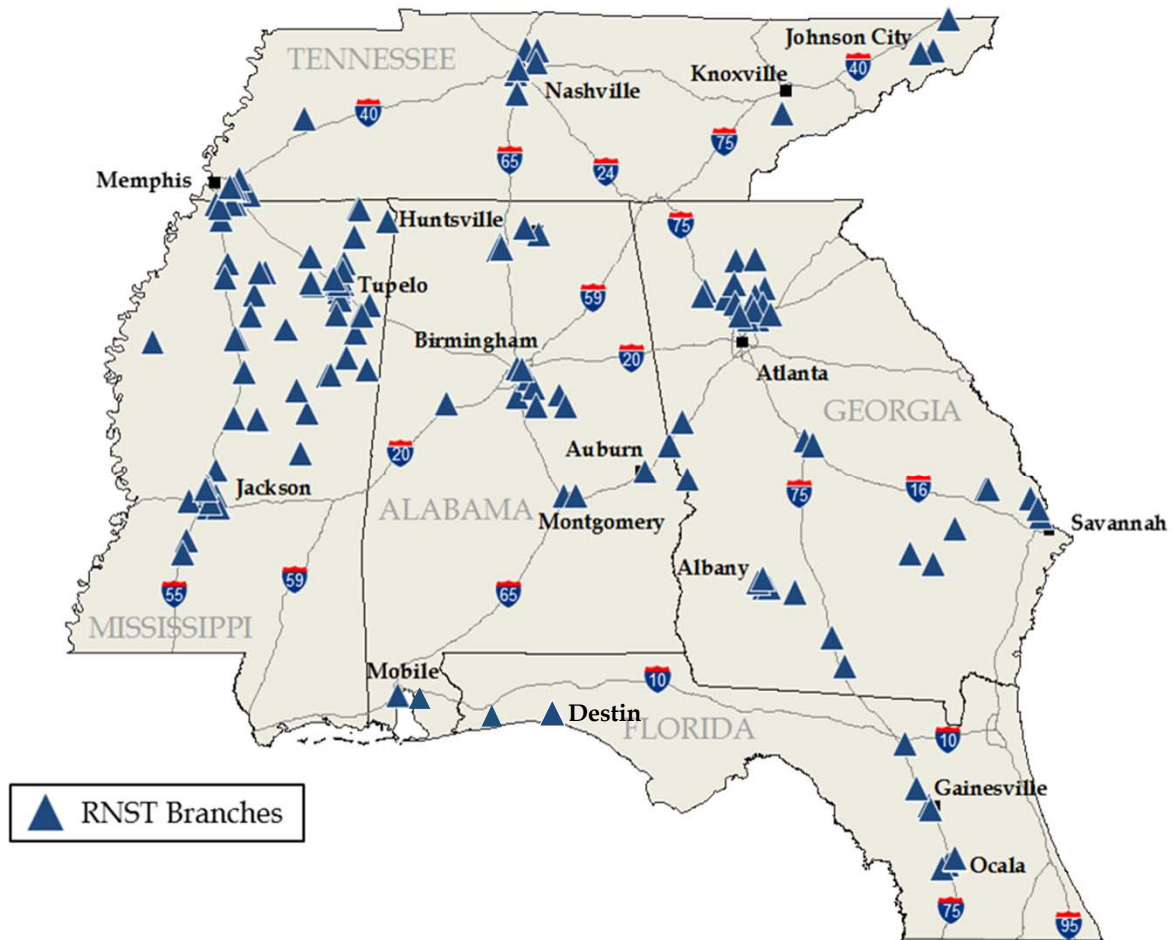 Johnson City
TENNESSEE
40
Knoxville
Nashville
40
75
65
24
Memphis
Huntsville
75
Tupelo
59
Birmingham
20
Atlanta
GEORGIA
Auburn
20
Jackson
75
16
ALABAMA
Montgomery
Savannah
Albany
55
59
65
MISSISSIPPI
Mobile
10
Destin
FLORIDA
10
Gainesville
RNST Branches
Ocala
75
95